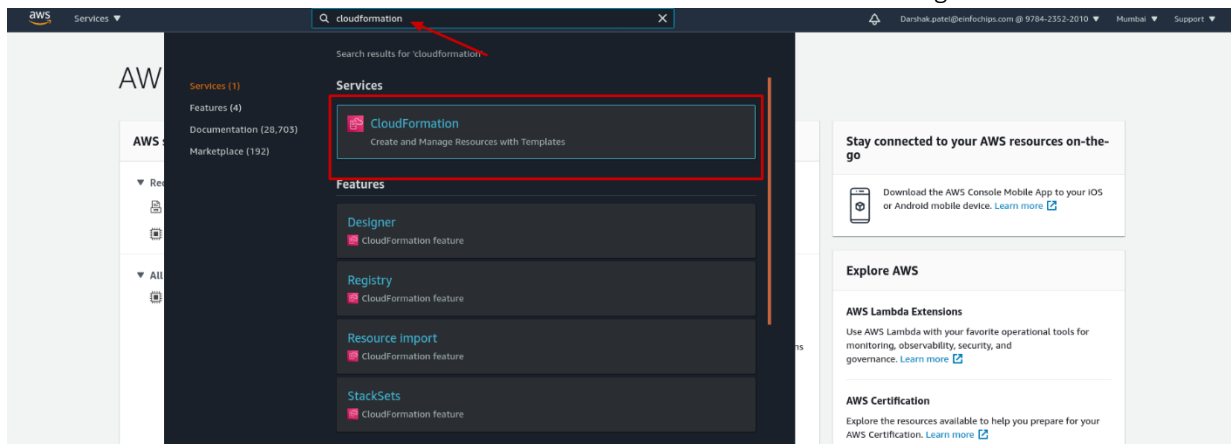 aws Services ▼ cloudformation X Darshak.patel@einfochips.com @ 9784-2352-2010 ▼ Mumbai ▼ Support ▼
Search results for 'cloudformation'
AW
Services (1)
Features (4)
Documentation (28,703)
Marketplace (192)
Services
CloudFormation
Create and Manage Resources with Templates
Features
Designer
CloudFormation feature
Registry
CloudFormation feature
Resource import
CloudFormation feature
StackSets
CloudFormation feature
AWS s
▼ Rec
▼ All
ns
Stay connected to your AWS resources on-the-
go
Download the AWS Console Mobile App to your iOS
or Android mobile device. Learn more
Explore AWS
AWS Lambda Extensions
Use AWS Lambda with your favorite operational tools for
monitoring, observability, security, and
governance. Learn more
AWS Certification
Explore the resources available to help you prepare for your
AWS Certification. Learn more